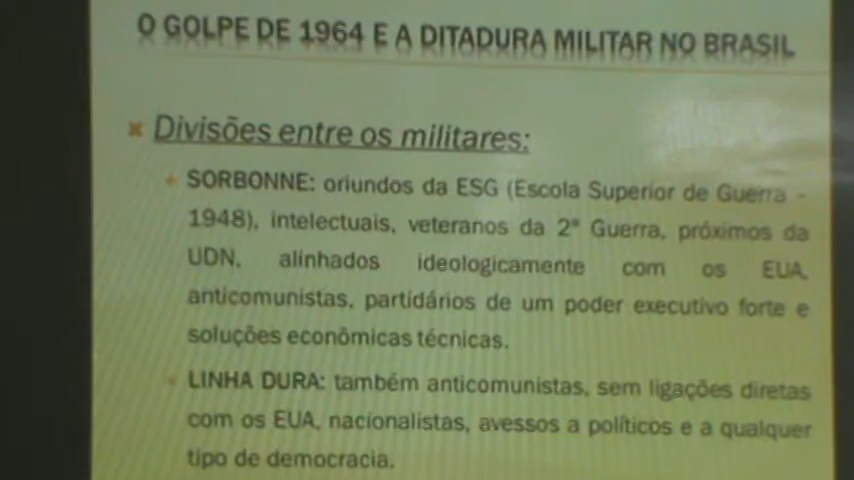 O GOLPE DE 1964 E A DITADURA MILITAR NO BRASIL
Divisões entre os militares:
SORBONNE: oriundos da ESG (Escola Superior de Guerra –
1948), intelectuais, veteranos da 2ª Guerra, próximos da
UDN, alinhados ideologicamente com os EUA,
anticomunistas, partidários de um poder executivo forte e
soluções econômicas técnicas.
LINHA DURA: também anticomunistas, sem ligações diretas
com os EUA, nacionalistas, avessos a políticos e a qualquer
tipo de democracia.